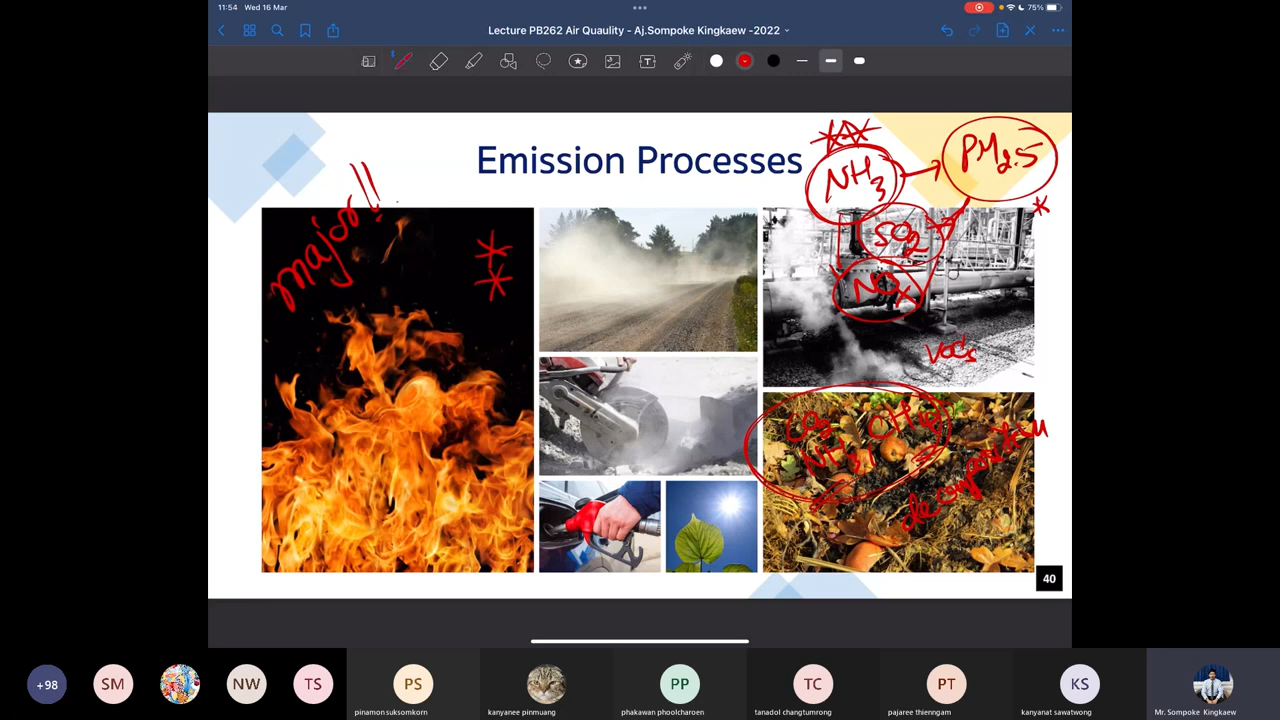 11:54 Wed 16 Mar
75%
Lecture PB262 Air Quaulity - Aj.Sompoke Kingkaew -2022
Emission Processes
major!!
NH3
PM2.5
SO2
NOx
VOCs
CO2 CH4
NH3
40
+98
SM
NW
TS
PS
PP
TC
PT
KS
pinamon suksomkorn
kanyanee pinmuang
phakawan phoolcharoen
tanadol changtumrong
pajaree thienngam
kanyanat sawatwong
Mr. Sompoke Kingkaew